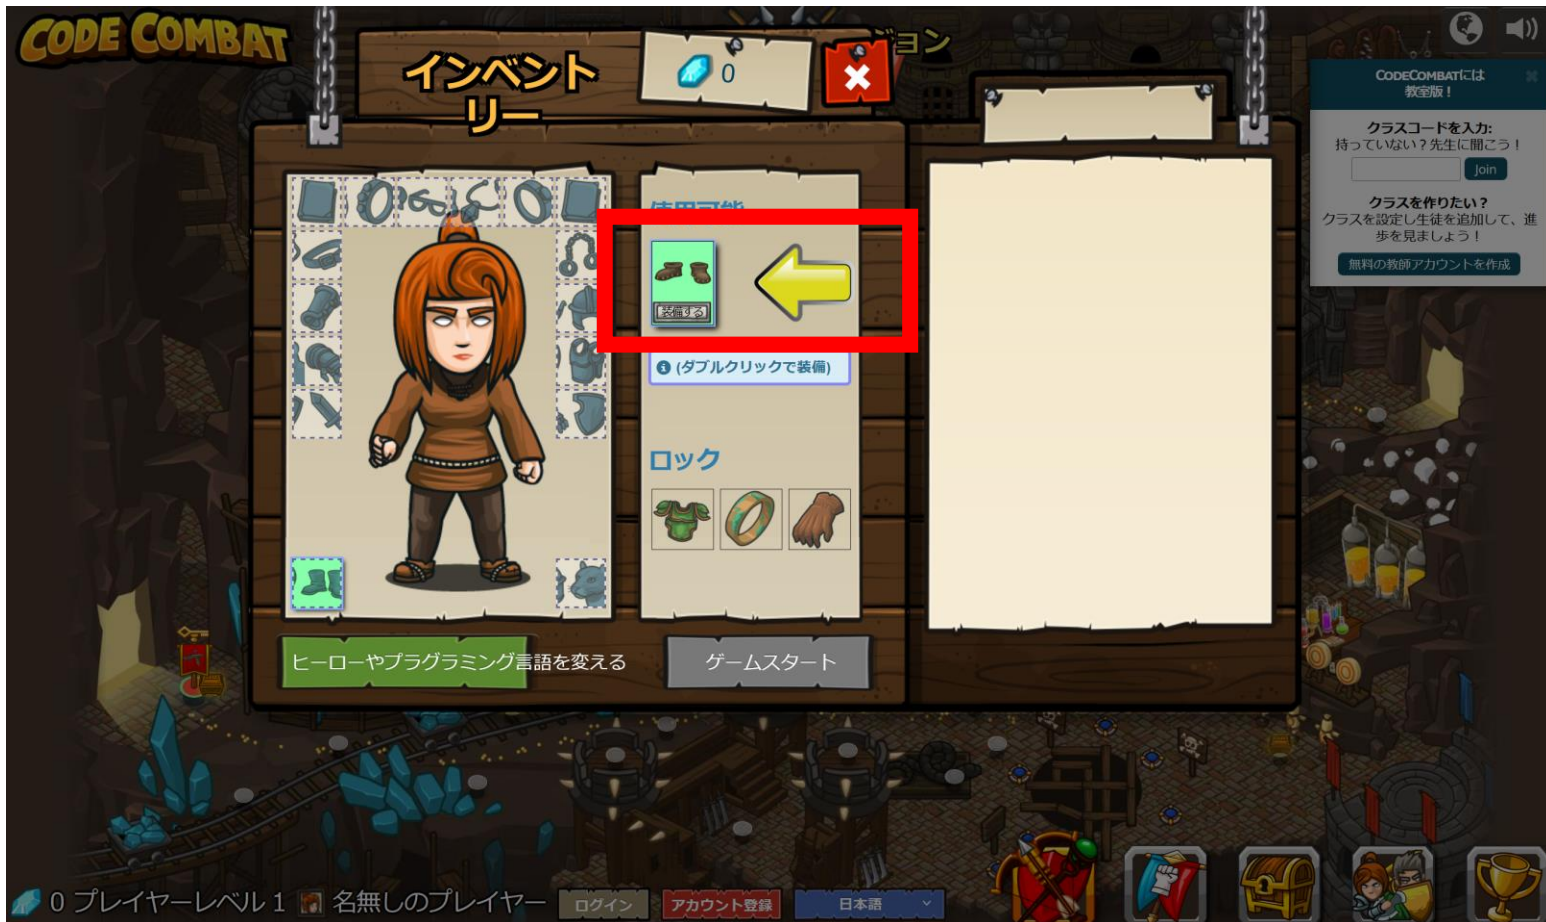 CODE COMBAT
インベント
リー
0
ジョン
CODECOMBATには
教室版！
クラスコードを入力:
持っていない？先生に聞こう！
Join
クラスを作りたい？
クラスを設定し生徒を追加して、進
歩を見ましょう！
無料の教師アカウントを作成
使用可能
装備する
(ダブルクリックで装備)
ロック
ヒーローやプラグラミング言語を変える
ゲームスタート
0 プレイヤーレベル 1 名無しのプレイヤー
ログイン
アカウント登録
日本語